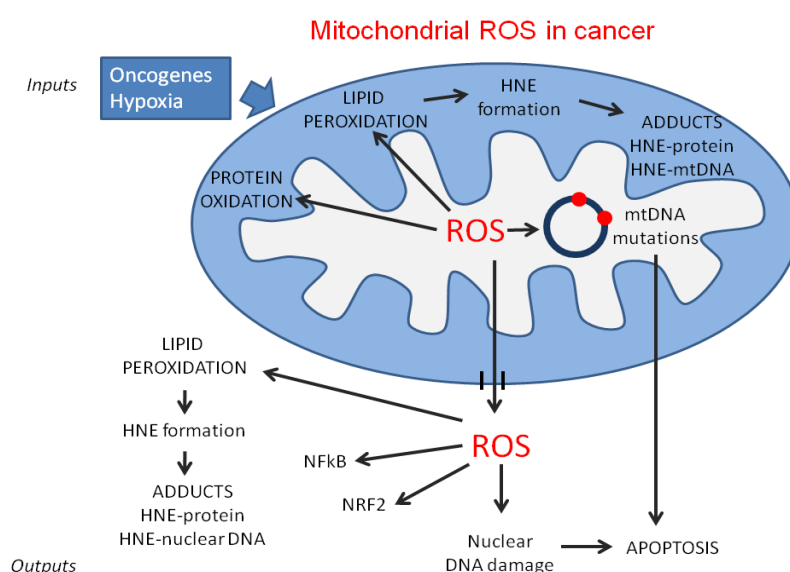 Mitochondrial ROS in cancer
Inputs
Oncogenes
Hypoxia
LIPID
PEROXIDATION
HNE
formation
ADDUCTS
HNE-protein
HNE-mtDNA
PROTEIN
OXIDATION
ROS
mtDNA
mutations
LIPID
PEROXIDATION
HNE formation
ADDUCTS
HNE-protein
HNE-nuclear DNA
ROS
NFkB
NRF2
Nuclear
DNA damage
APOPTOSIS
Outputs